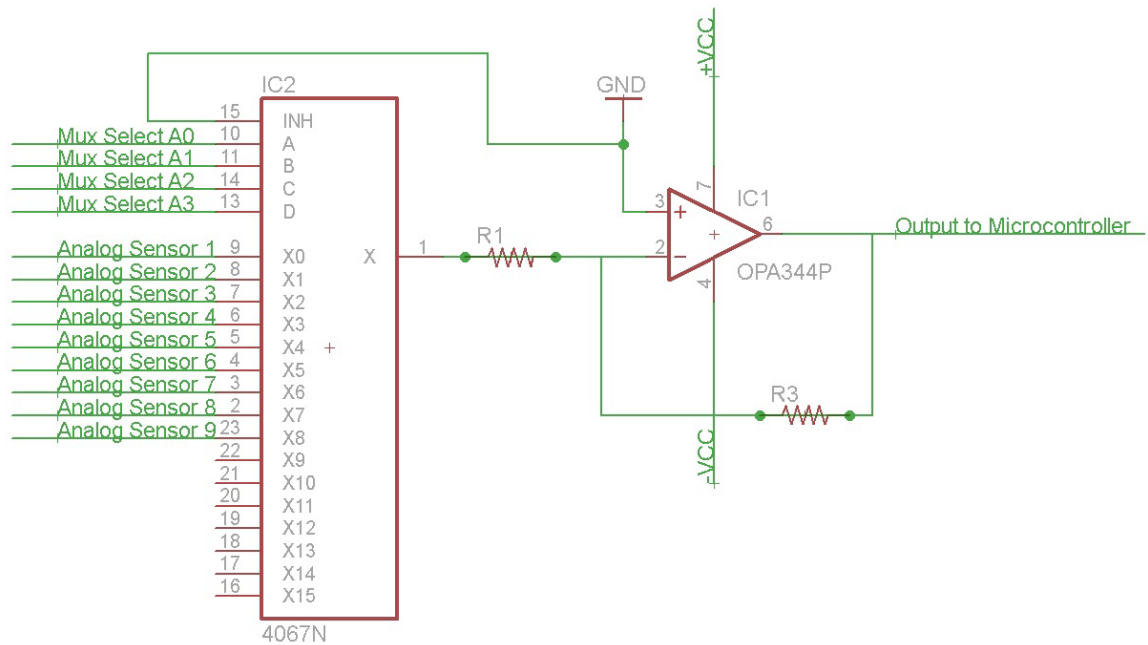 IC2
15 INH
Mux Select A0 10 A
Mux Select A1 11 B
Mux Select A2 14 C
Mux Select A3 13 D
Analog Sensor 1 9 X0 X 1
Analog Sensor 2 8 X1
Analog Sensor 3 7 X2
Analog Sensor 4 6 X3
Analog Sensor 5 5 X4
Analog Sensor 6 4 X5
Analog Sensor 7 3 X6
Analog Sensor 8 2 X7
Analog Sensor 9 23 X8
22 X9
21 X10
20 X11
19 X12
18 X13
17 X14
16 X15
4067N
R1
GND
+VCC
7
IC1
3 +
2 -
6
Output to Microcontroller
OPA344P
4
R3
-VCC